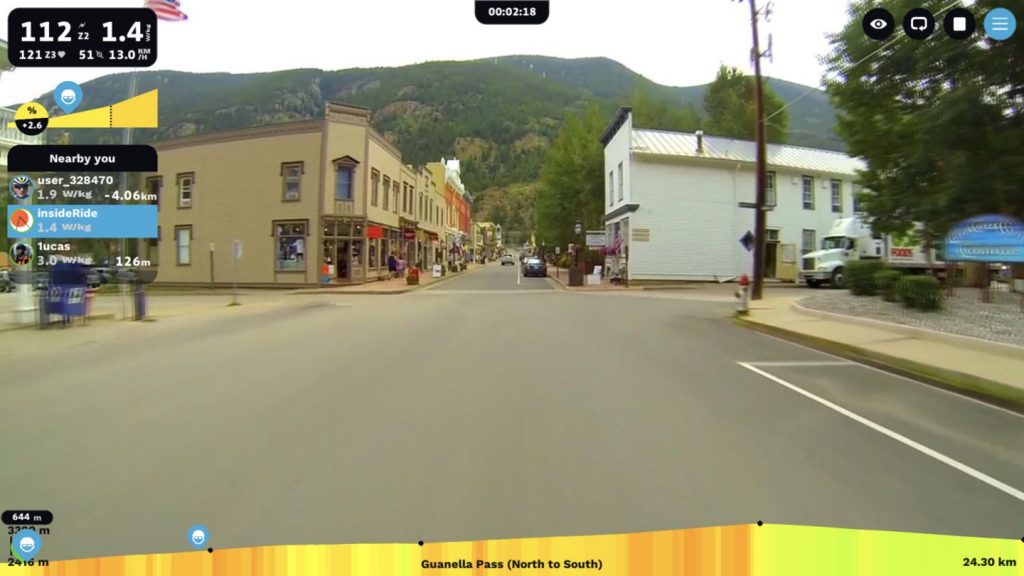 112 Z2 1.4 W/kg
121 Z3 51 13.0 KM/H
00:02:18
%
+2.6
Nearby you
user_328470
1.9 W/kg -4.06km
insideRide
1.4 W/kg
1ucas
3.0 W/kg 126m
FOODS
644 m
2416 m
Guanella Pass (North to South)
24.30 km